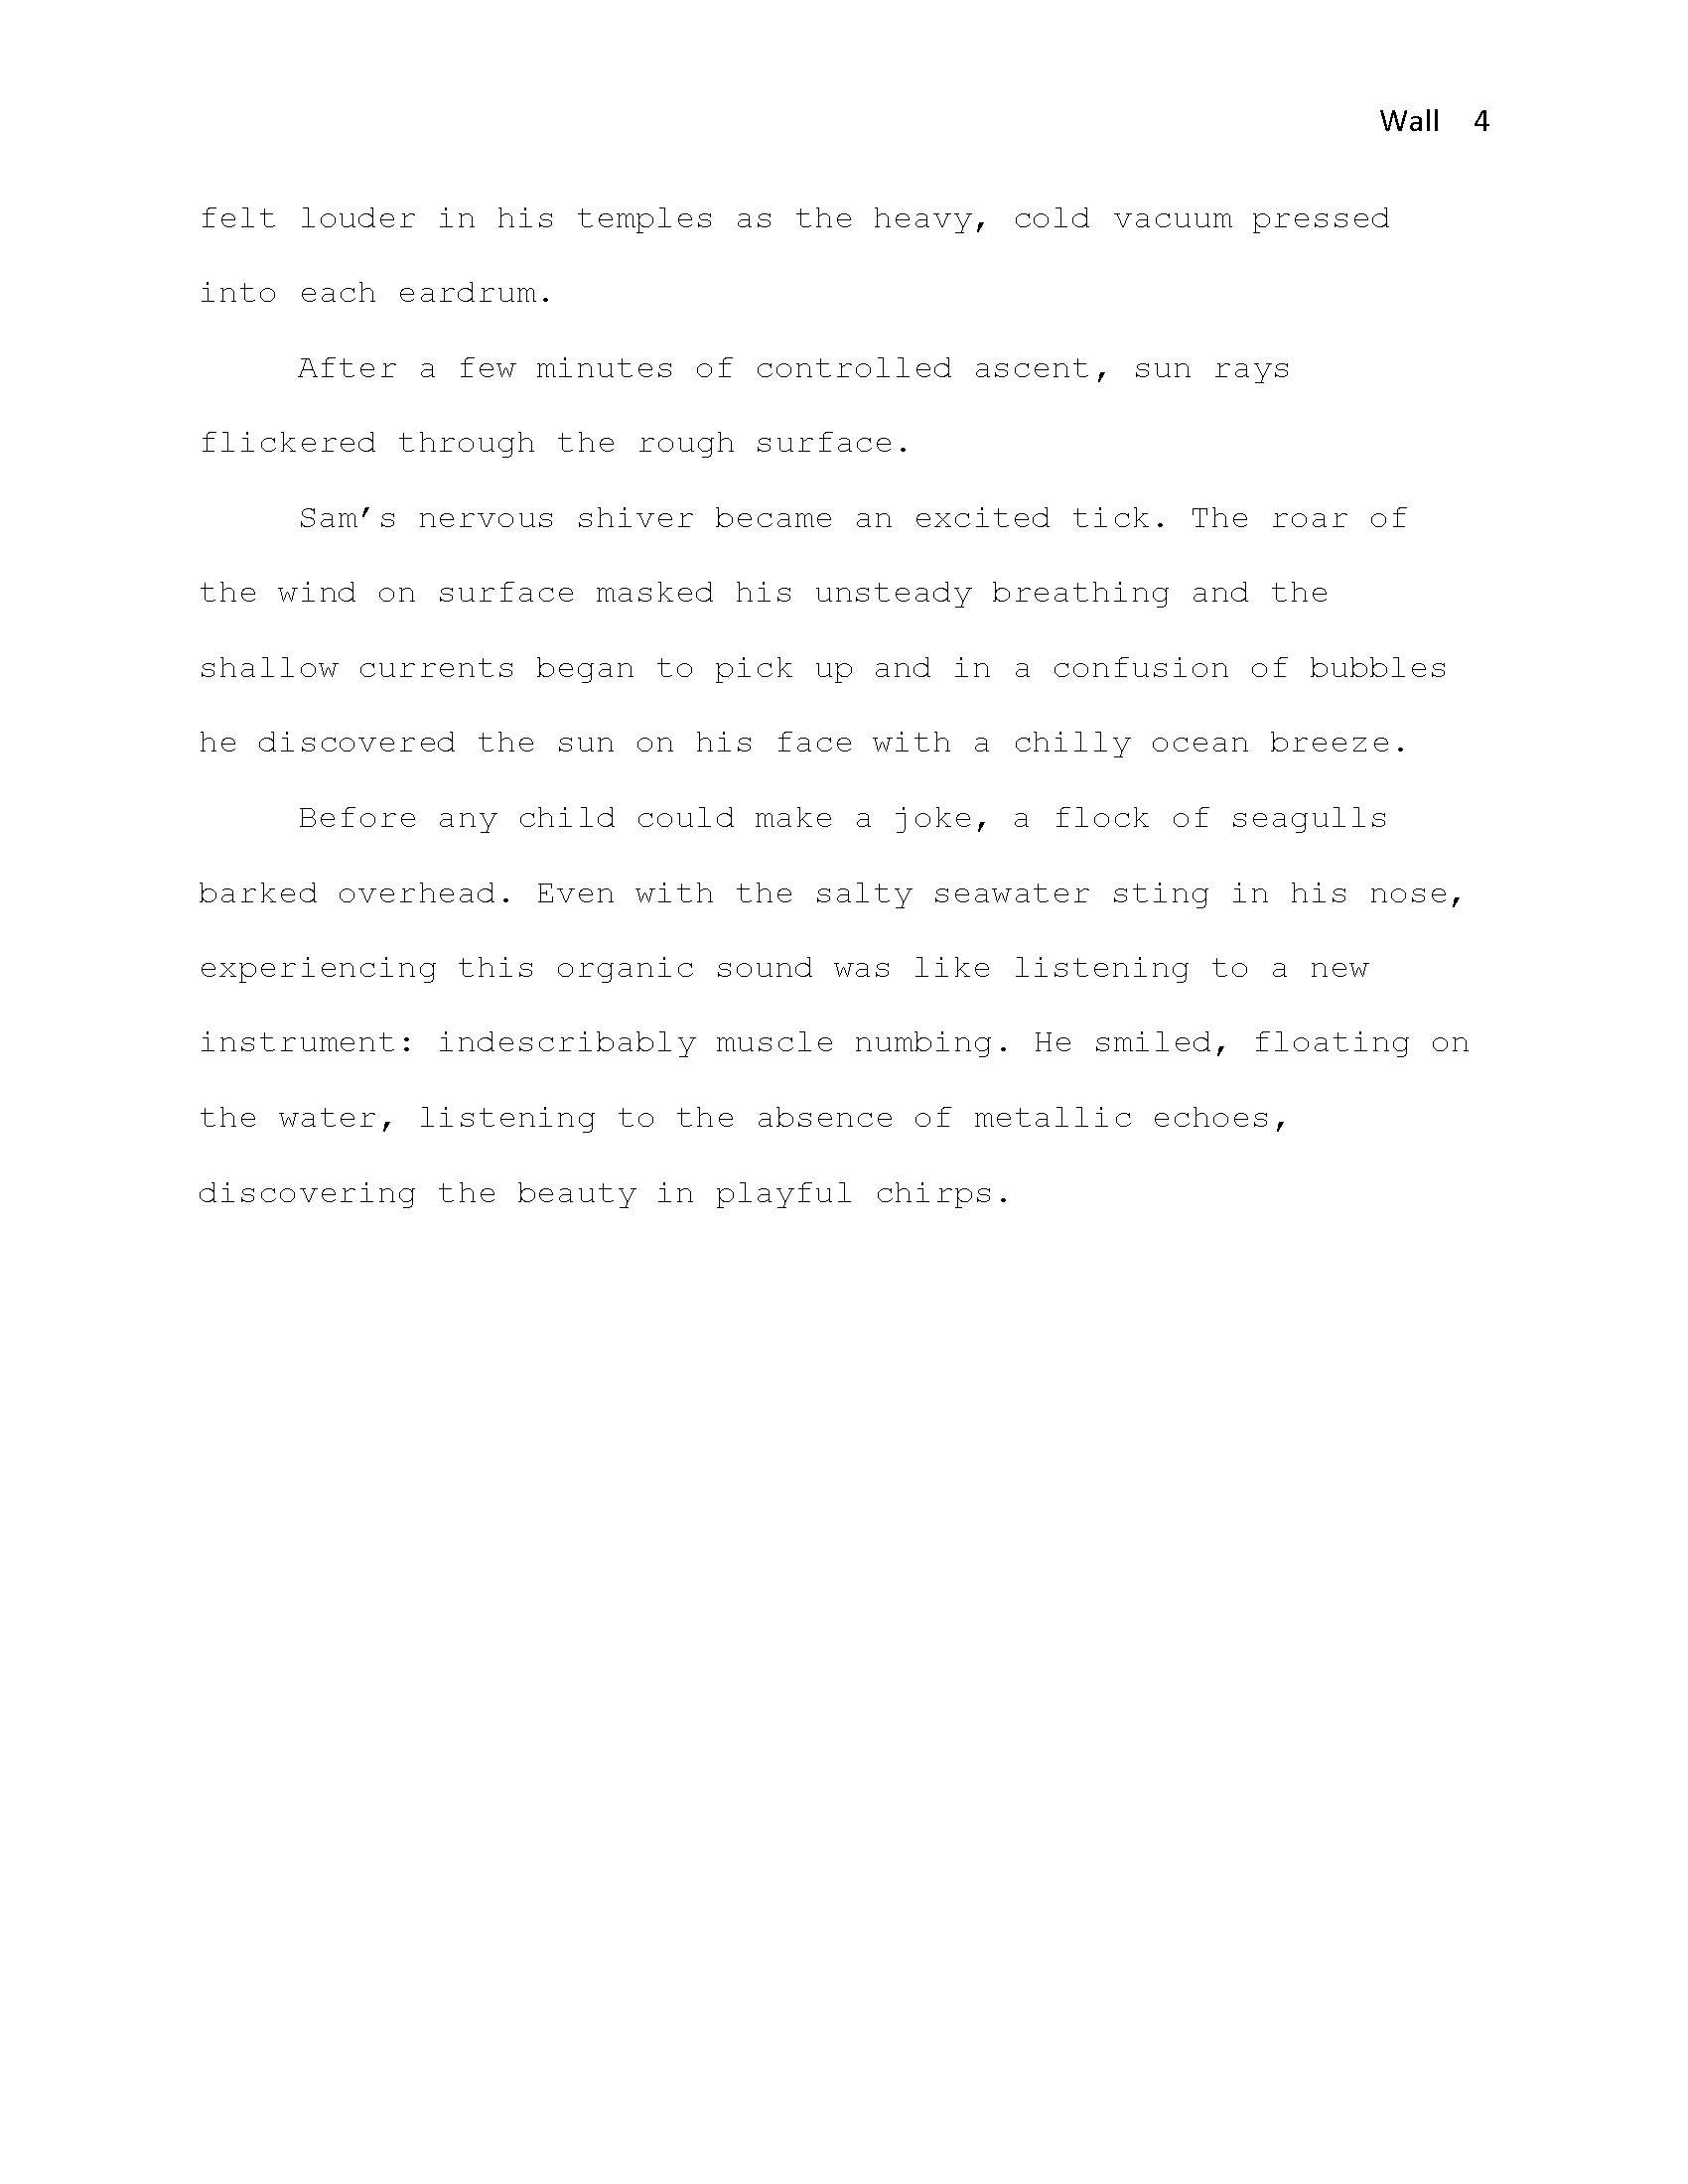 Wall 4
felt louder in his temples as the heavy, cold vacuum pressed
into each eardrum.
After a few minutes of controlled ascent, sun rays
flickered through the rough surface.
Sam’s nervous shiver became an excited tick. The roar of
the wind on surface masked his unsteady breathing and the
shallow currents began to pick up and in a confusion of bubbles
he discovered the sun on his face with a chilly ocean breeze.
Before any child could make a joke, a flock of seagulls
barked overhead. Even with the salty seawater sting in his nose,
experiencing this organic sound was like listening to a new
instrument: indescribably muscle numbing. He smiled, floating on
the water, listening to the absence of metallic echoes,
discovering the beauty in playful chirps.